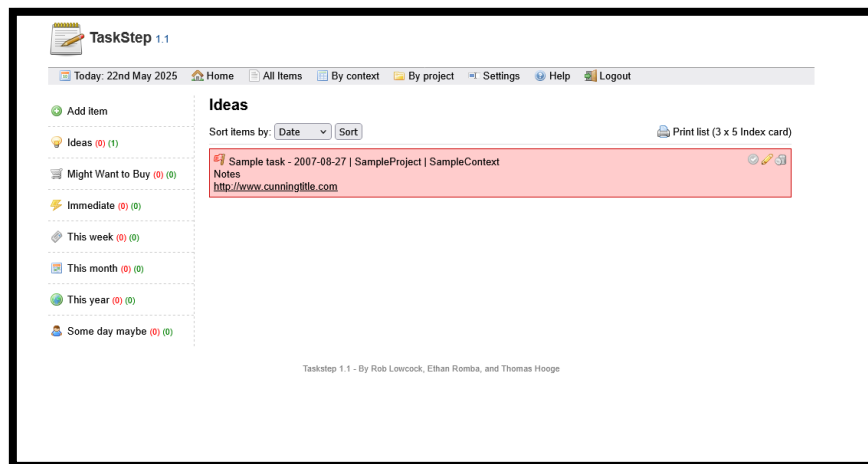 TaskStep 1.1
Today: 22nd May 2025 Home All Items By context By project Settings Help Logout
Add item
Ideas (0) (1)
Might Want to Buy (0) (0)
Immediate (0) (0)
This week (0) (0)
This month (0) (0)
This year (0) (0)
Some day maybe (0) (0)
Ideas
Sort items by: Date Sort Print list (3 x 5 Index card)
Sample task - 2007-08-27 | SampleProject | SampleContext
Notes
http://www.cunningtitle.com
Taskstep 1.1 - By Rob Lowcock, Ethan Romba, and Thomas Hooge